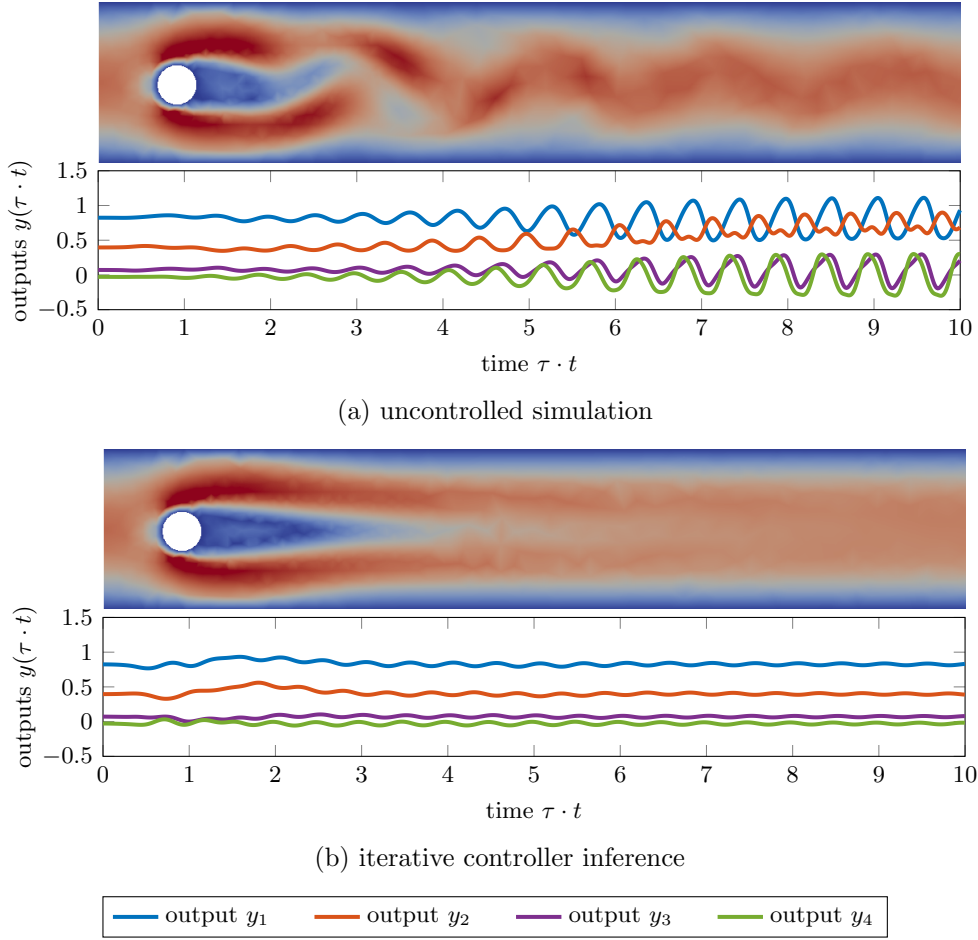 1.5
1
0.5
0
−0.5
outputs y(τ · t)
0 1 2 3 4 5 6 7 8 9 10
time τ · t
(a) uncontrolled simulation
1.5
1
0.5
0
−0.5
outputs y(τ · t)
0 1 2 3 4 5 6 7 8 9 10
time τ · t
(b) iterative controller inference
output y₁ output y₂ output y₃ output y₄